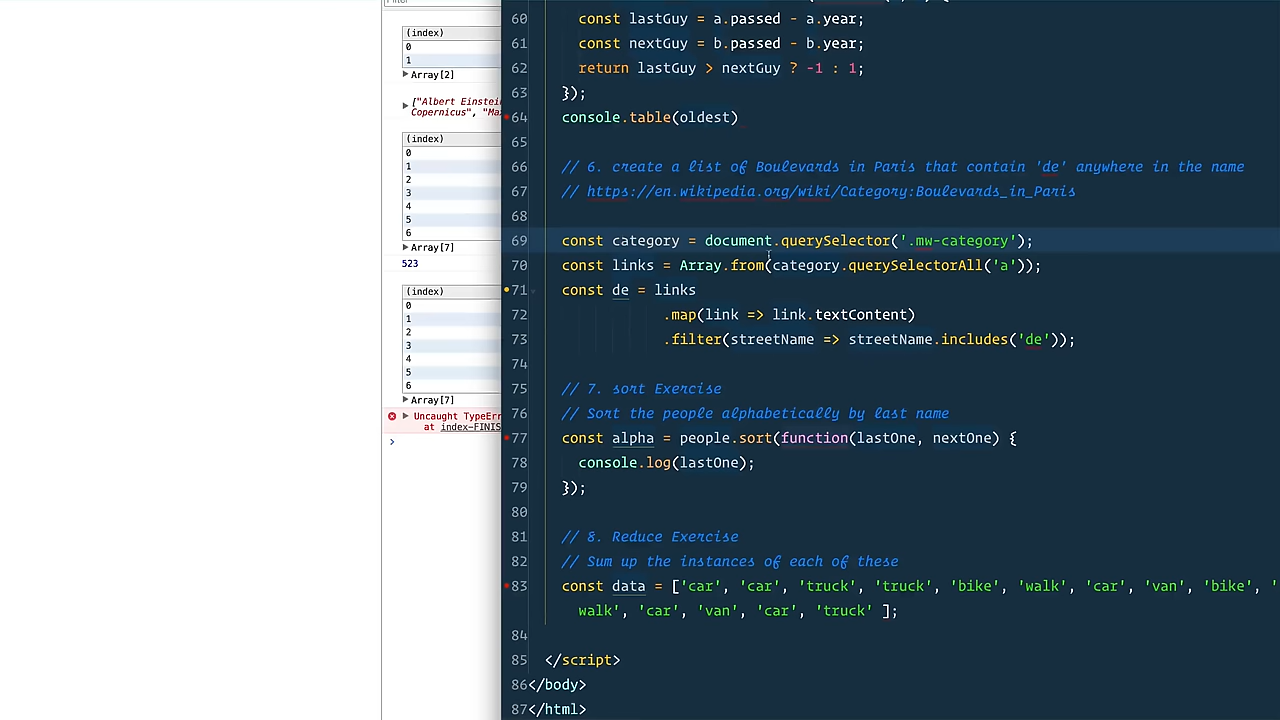 (index)
0
1
Array[2]
["Albert Einstei
Copernicus", "Ma
(index)
0
1
2
3
4
5
6
Array[7]
523
(index)
0
1
2
3
4
5
6
Array[7]
Uncaught TypeErr
at index-FINIS
>
60 const lastGuy = a.passed - a.year;
61 const nextGuy = b.passed - b.year;
62 return lastGuy > nextGuy ? -1 : 1;
63 });
64 console.table(oldest)
65
66 // 6. create a list of Boulevards in Paris that contain 'de' anywhere in the name
67 // https://en.wikipedia.org/wiki/Category:Boulevards_in_Paris
68
69 const category = document.querySelector('.mw-category');
70 const links = Array.from(category.querySelectorAll('a'));
71 const de = links
72 .map(link => link.textContent)
73 .filter(streetName => streetName.includes('de'));
74
75 // 7. sort Exercise
76 // Sort the people alphabetically by last name
77 const alpha = people.sort(function(lastOne, nextOne) {
78 console.log(lastOne);
79 });
80
81 // 8. Reduce Exercise
82 // Sum up the instances of each of these
83 const data = ['car', 'car', 'truck', 'truck', 'bike', 'walk', 'car', 'van', 'bike', '
walk', 'car', 'van', 'car', 'truck' ];
84
85 </script>
86 </body>
87 </html>